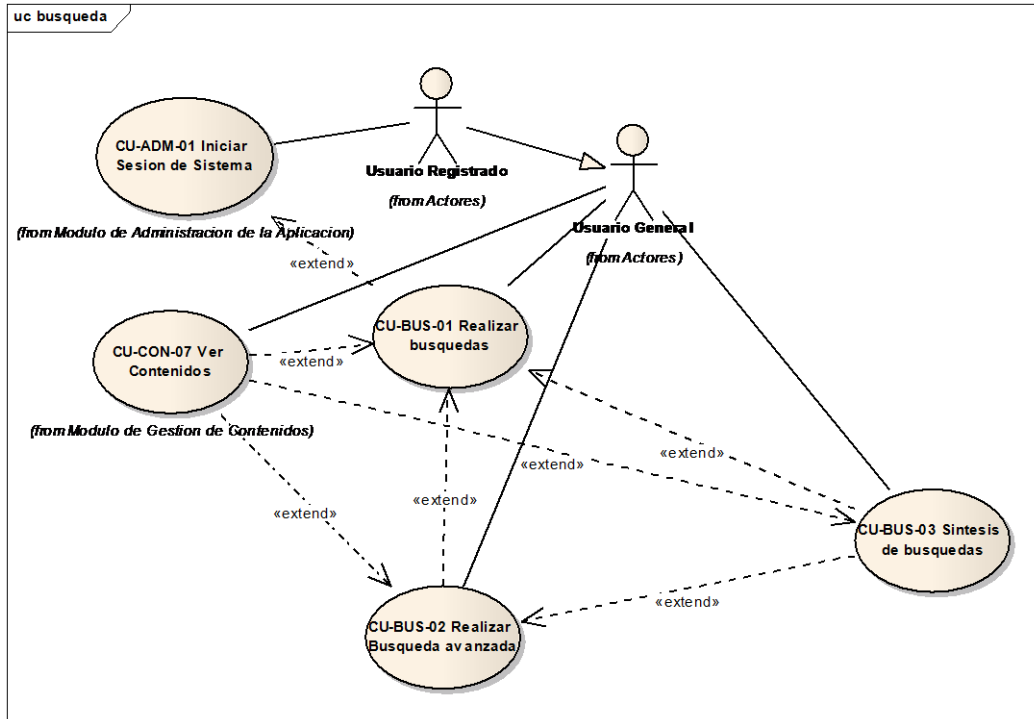 uc busqueda
CU-ADM-01 Iniciar
Sesion de Sistema
(from Modulo de Administracion de la Aplicacion)
Usuario Registrado
(from Actores)
Usuario General
(from Actores)
«extend»
CU-BUS-01 Realizar
busquedas
CU-CON-07 Ver
Contenidos
(from Modulo de Gestion de Contenidos)
«extend»
«extend»
«extend»
«extend»
«extend»
CU-BUS-03 Sintesis
de busquedas
«extend»
CU-BUS-02 Realizar
Busqueda avanzada